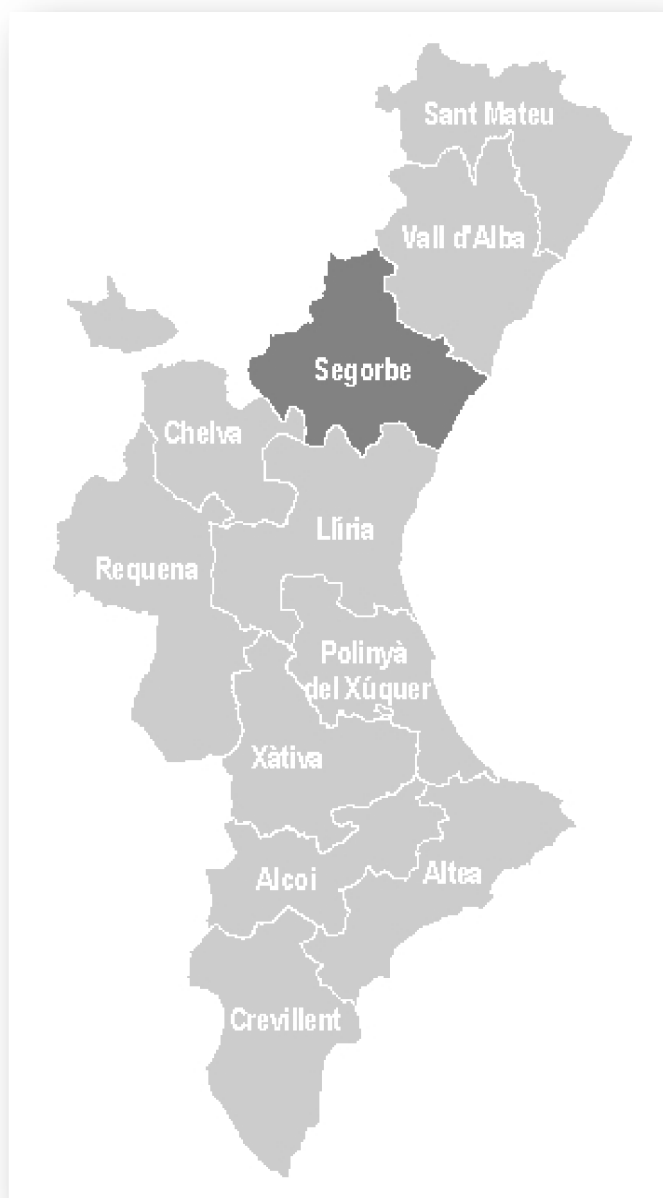 Sant Mateu
Vall d'Alba
Segorbe
Chelva
Llíria
Requena
Polinyà
del Xúquer
Xàtiva
Alcoi
Altea
Crevillent